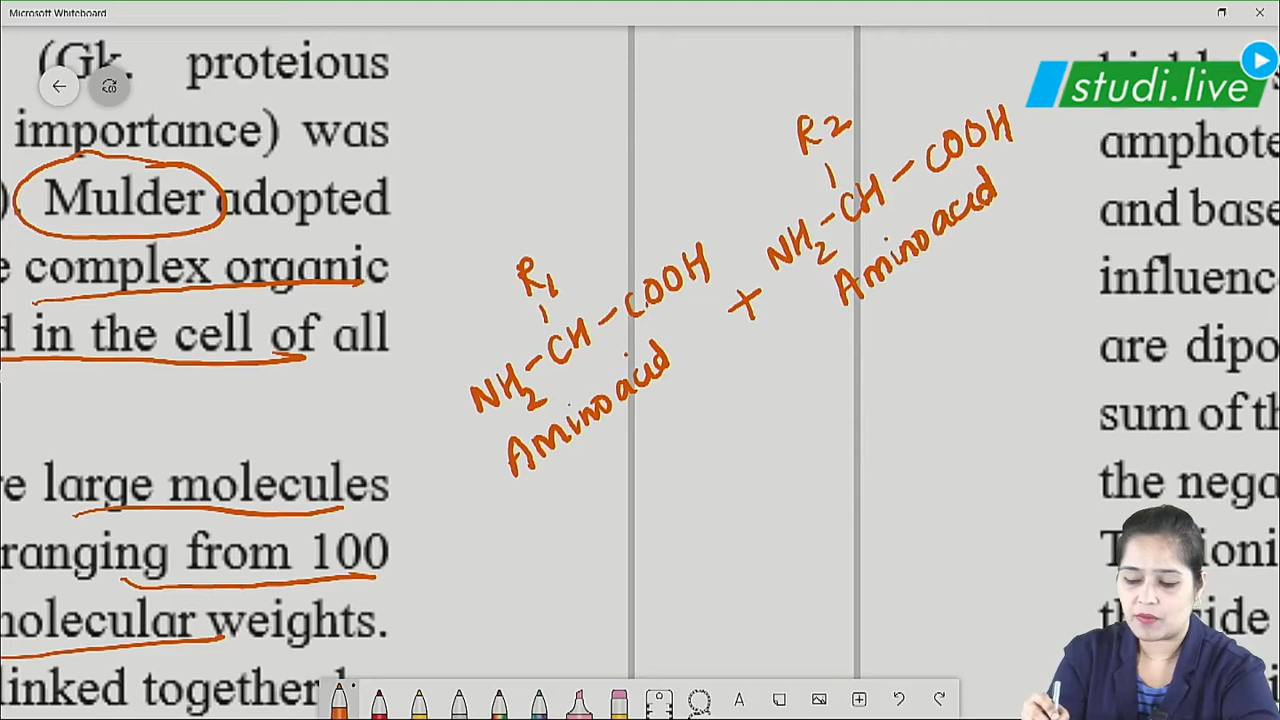 Microsoft Whiteboard
(Gk. proteious
importance) was
). Mulder adopted
e complex organic
d in the cell of all
re large molecules
ranging from 100
molecular weights.
linked together
R1
NH2 - CH - COOH
Aminoacid
+
R2
NH2 - CH - COOH
Aminoacid
studi.live
amphote
and base
influence
are dipo
sum of th
the nega
A